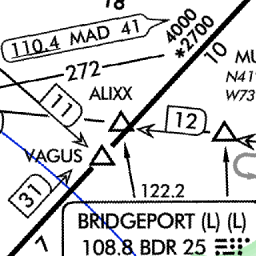 18
110.4 MAD 41
4000
*2700
272
10
MU
N41
W73
ALIXX
11
12
VAGUS
31
122.2
7
BRIDGEPORT (L) (L)
108.8 BDR 25